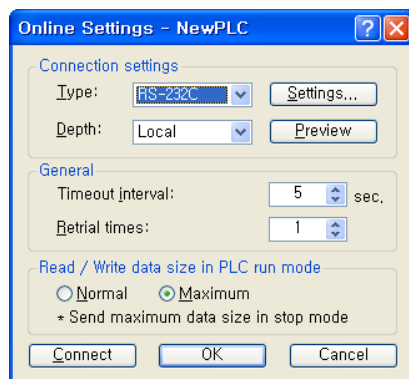 Online Settings - NewPLC
Connection settings
Type: RS-232C Settings...
Depth: Local Preview
General
Timeout interval: 5 sec.
Retrial times: 1
Read / Write data size in PLC run mode
Normal Maximum
* Send maximum data size in stop mode
Connect OK Cancel